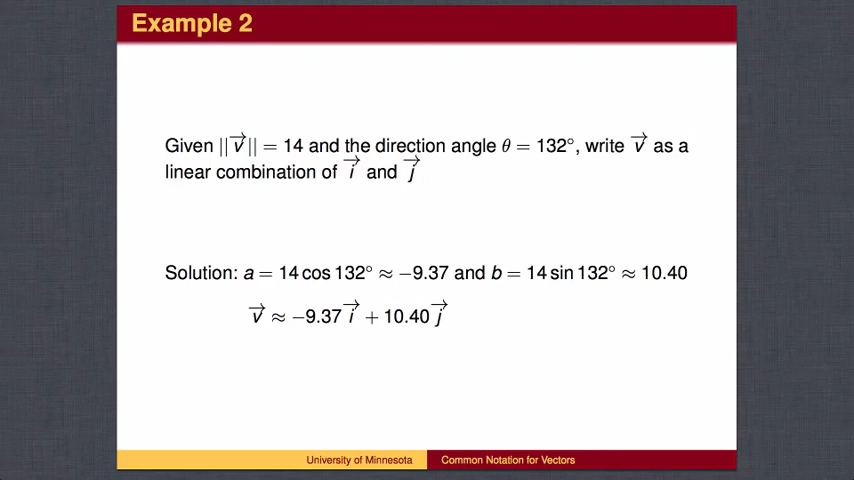 Example 2
Given ||v⃗|| = 14 and the direction angle θ = 132°, write v⃗ as a
linear combination of i⃗ and j⃗
Solution: a = 14 cos 132° ≈ −9.37 and b = 14 sin 132° ≈ 10.40
v⃗ ≈ −9.37 i⃗ + 10.40 j⃗
University of Minnesota
Common Notation for Vectors